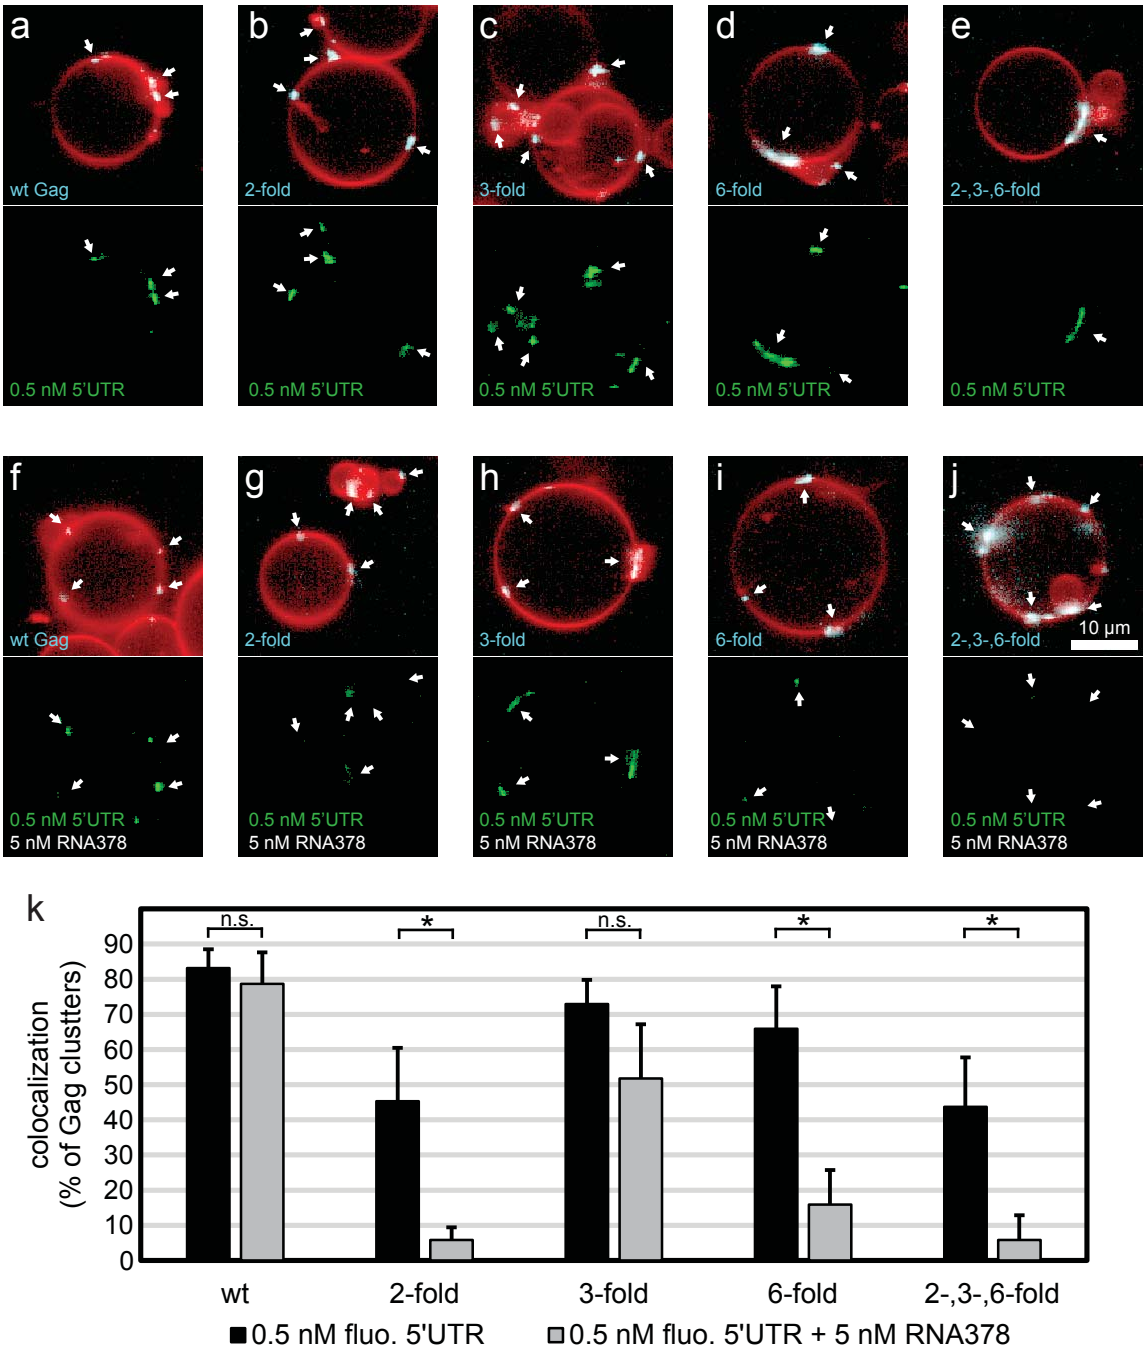 a
wt Gag
0.5 nM 5'UTR
b
2-fold
0.5 nM 5'UTR
c
3-fold
0.5 nM 5'UTR
d
6-fold
0.5 nM 5'UTR
e
2-,3-,6-fold
0.5 nM 5'UTR
f
wt Gag
0.5 nM 5'UTR
5 nM RNA378
g
2-fold
0.5 nM 5'UTR
5 nM RNA378
h
3-fold
0.5 nM 5'UTR
5 nM RNA378
i
6-fold
0.5 nM 5'UTR
5 nM RNA378
j
10 µm
2-,3-,6-fold
0.5 nM 5'UTR
5 nM RNA378
k
n.s.
*
n.s.
*
*
colocalization
(% of Gag clustters)
90
80
70
60
50
40
30
20
10
0
wt
2-fold
3-fold
6-fold
2-,3-,6-fold
0.5 nM fluo. 5'UTR
0.5 nM fluo. 5'UTR + 5 nM RNA378